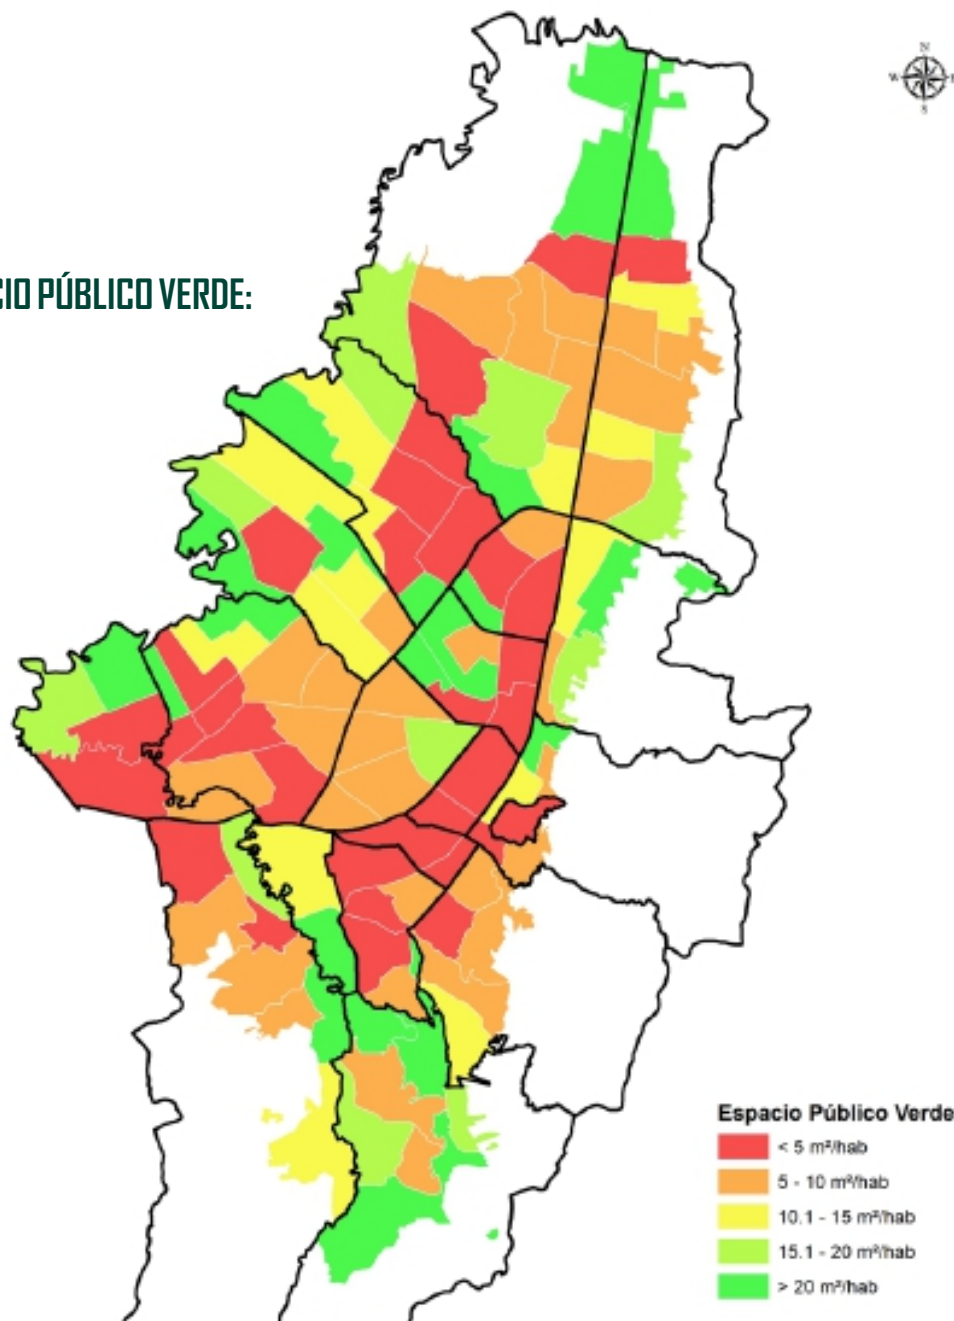 N
W
S
CIO PÚBLICO VERDE:
Espacio Público Verde
< 5 m²/hab
5 - 10 m²/hab
10.1 - 15 m²/hab
15.1 - 20 m²/hab
> 20 m²/hab